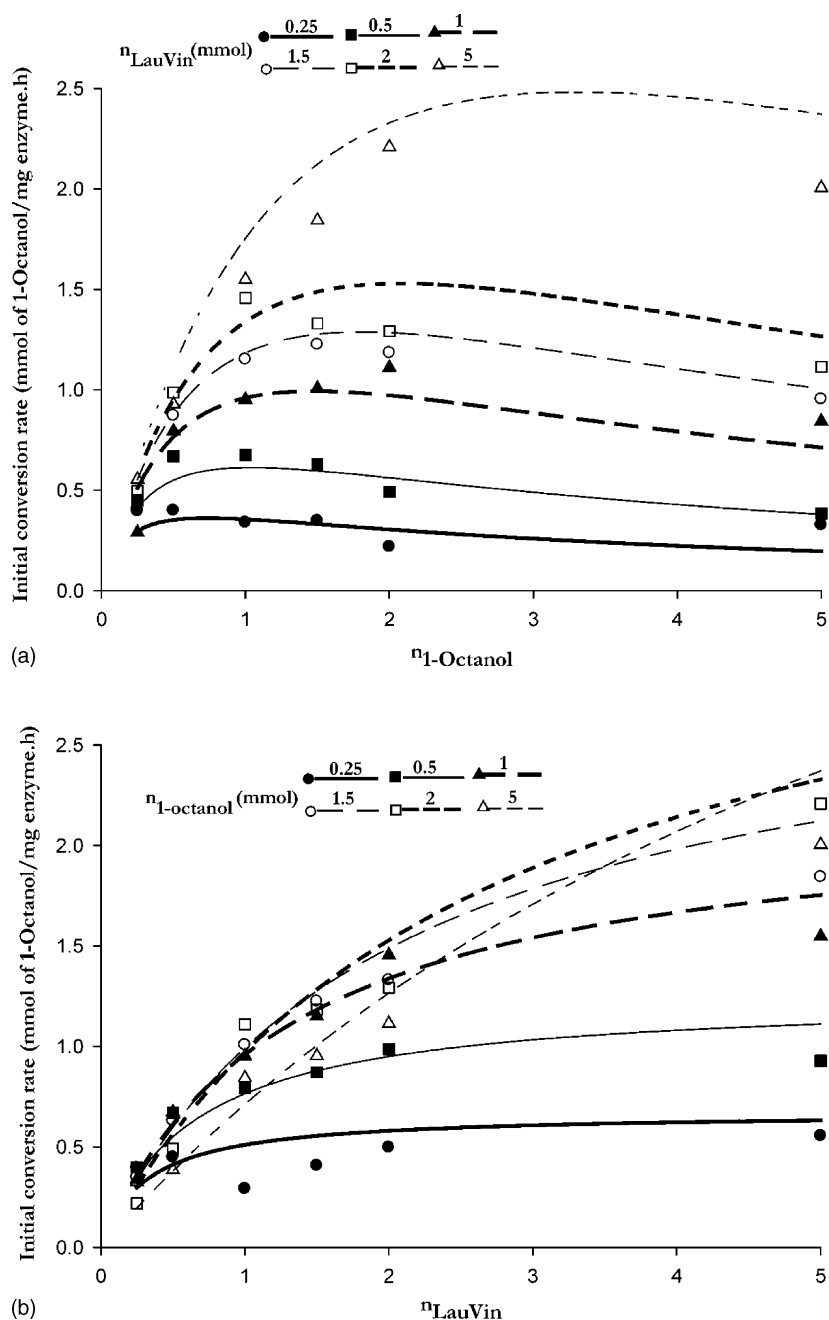 0.25 0.5 1
nLauVin(mmol)
1.5 2 5
Initial conversion rate (mmol of 1-Octanol/mg enzyme.h)
2.5
2.0
1.5
1.0
0.5
0.0
0 1 2 3 4 5
n1-Octanol
(a)
0.25 0.5 1
n1-octanol(mmol)
1.5 2 5
Initial conversion rate (mmol of 1-Octanol/mg enzyme.h)
2.5
2.0
1.5
1.0
0.5
0.0
0 1 2 3 4 5
nLauVin
(b)